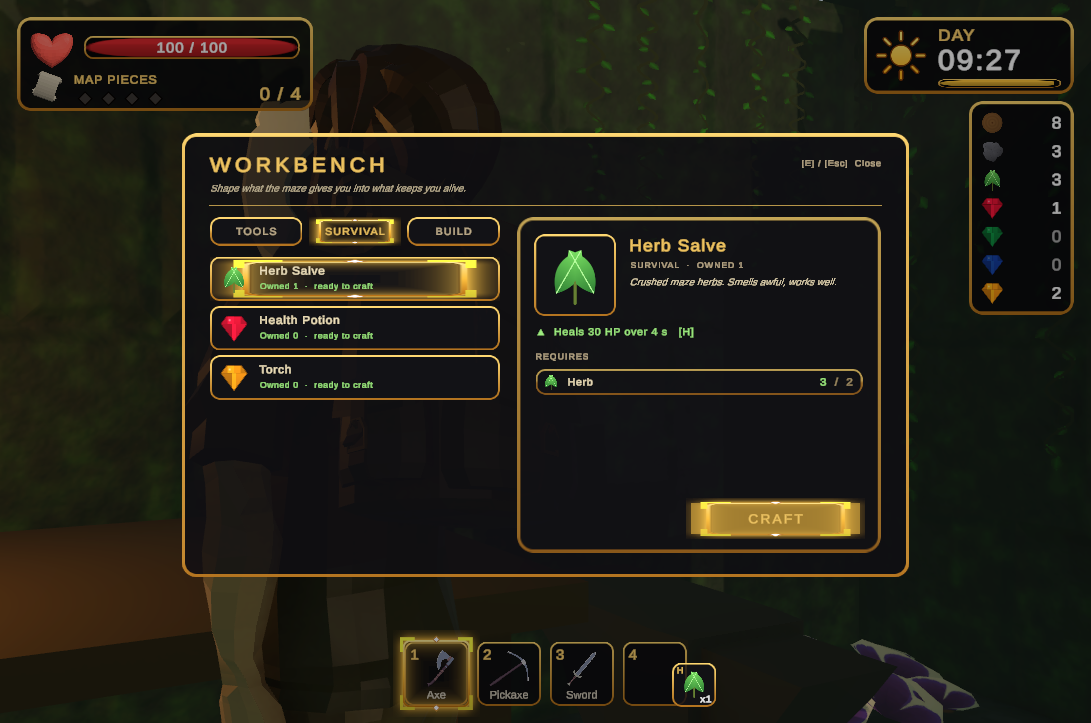 100 / 100
MAP PIECES
0 / 4
DAY
09:27
8
3
3
1
0
0
2
WORKBENCH
[E] / [Esc] Close
Shape what the maze gives you into what keeps you alive.
TOOLS
SURVIVAL
BUILD
Herb Salve
Owned 1 · ready to craft
Health Potion
Owned 0 · ready to craft
Torch
Owned 0 · ready to craft
Herb Salve
SURVIVAL · OWNED 1
Crushed maze herbs. Smells awful, works well.
▲ Heals 30 HP over 4 s [H]
REQUIRES
Herb 3 / 2
CRAFT
1
Axe
2
Pickaxe
3
Sword
4
H
x1